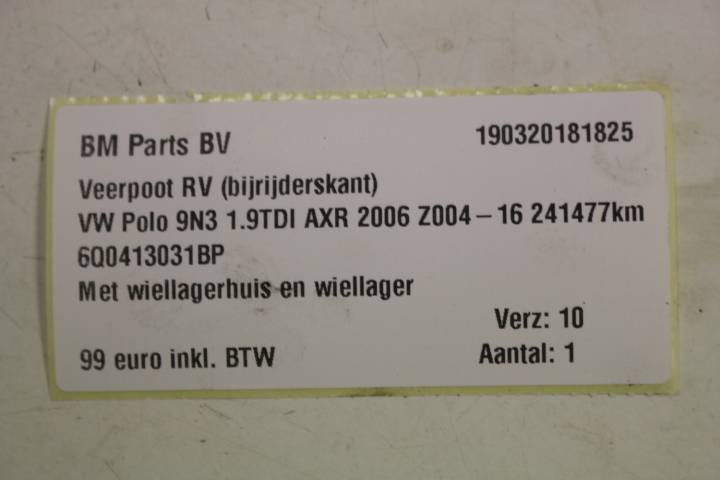 BM Parts BV 190320181825
Veerpoot RV (bijrijderskant)
VW Polo 9N3 1.9TDI AXR 2006 Z004-16 241477km
6Q0413031BP
Met wiellagerhuis en wiellager
Verz: 10
99 euro inkl. BTW Aantal: 1